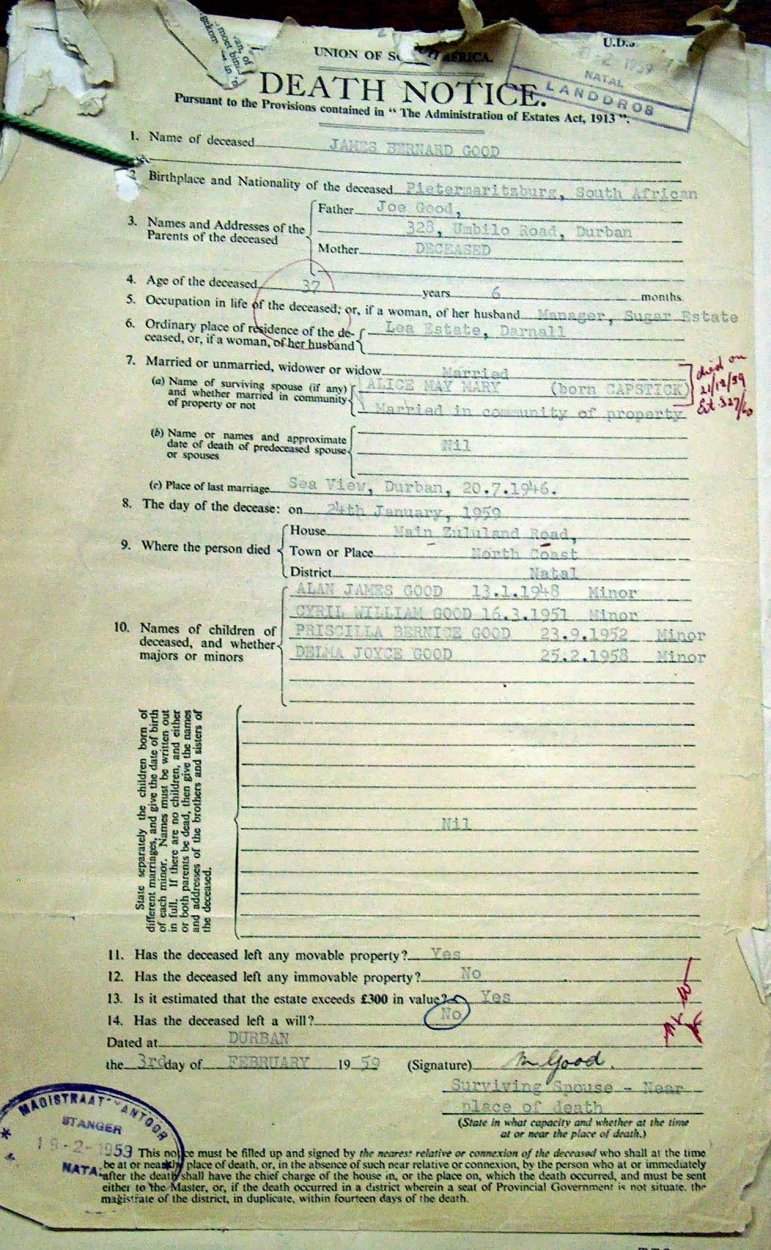 U.D.
UNION OF SOUTH AFRICA.
DEATH NOTICE.
Pursuant to the Provisions contained in "The Administration of Estates Act, 1913".
1959
NATAL
LANDDROS
1. Name of deceased JAMES BERNARD GOOD
2. Birthplace and Nationality of the deceased Pietermaritzburg, South African
3. Names and Addresses of the Parents of the deceased
Father Joe Good,
328, Umbilo Road, Durban
Mother DECEASED
4. Age of the deceased 37 years 6 months.
5. Occupation in life of the deceased; or, if a woman, of her husband Manager, Sugar Estate
6. Ordinary place of residence of the de-
ceased, or, if a woman, of her husband
Lea Estate, Darnall
7. Married or unmarried, widower or widow Married
(a) Name of surviving spouse (if any)
and whether married in community
of property or not
ALICE MAY MARY (born CAPSTICK)
Married in community of property
died on
21/12/59
Est. 327/60
(b) Name or names and approximate
date of death of predeceased spouse
or spouses
Nil
(c) Place of last marriage Sea View, Durban, 20.7.1946.
8. The day of the decease: on 24th January, 1959
9. Where the person died
House Main Zululand Road,
Town or Place North Coast
District Natal
10. Names of children of
deceased, and whether
majors or minors
ALAN JAMES GOOD 13.1.1948 Minor
CYRIL WILLIAM GOOD 16.3.1951 Minor
PRISCILLA BERNICE GOOD 23.9.1952 Minor
DELMA JOYCE GOOD 25.2.1958 Minor
State separately the children born of
different marriages, and give the date of birth
of each minor. Names must be written out
in full. If there are no children, and either
or both parents be dead, then give the names
and addresses of the brothers and sisters of
the deceased.
Nil
11. Has the deceased left any movable property? Yes
12. Has the deceased left any immovable property? No
13. Is it estimated that the estate exceeds £300 in value? Yes
14. Has the deceased left a will? No
Dated at DURBAN
the 3rd day of FEBRUARY 1959 (Signature) Good.
Surviving Spouse - Near
place of death
(State in what capacity and whether at the time
at or near the place of death.)
MAGISTRAATSKANTOOR
STANGER
19-2-1959
NATAL
This notice must be filled up and signed by the nearest relative or connexion of the deceased who shall at the time
be at or near the place of death, or, in the absence of such near relative or connexion, by the person who at or immediately
after the death shall have the chief charge of the house in, or the place on, which the death occurred, and must be sent
either to the Master, or, if the death occurred in a district wherein a seat of Provincial Government is not situate, the
magistrate of the district, in duplicate, within fourteen days of the death.